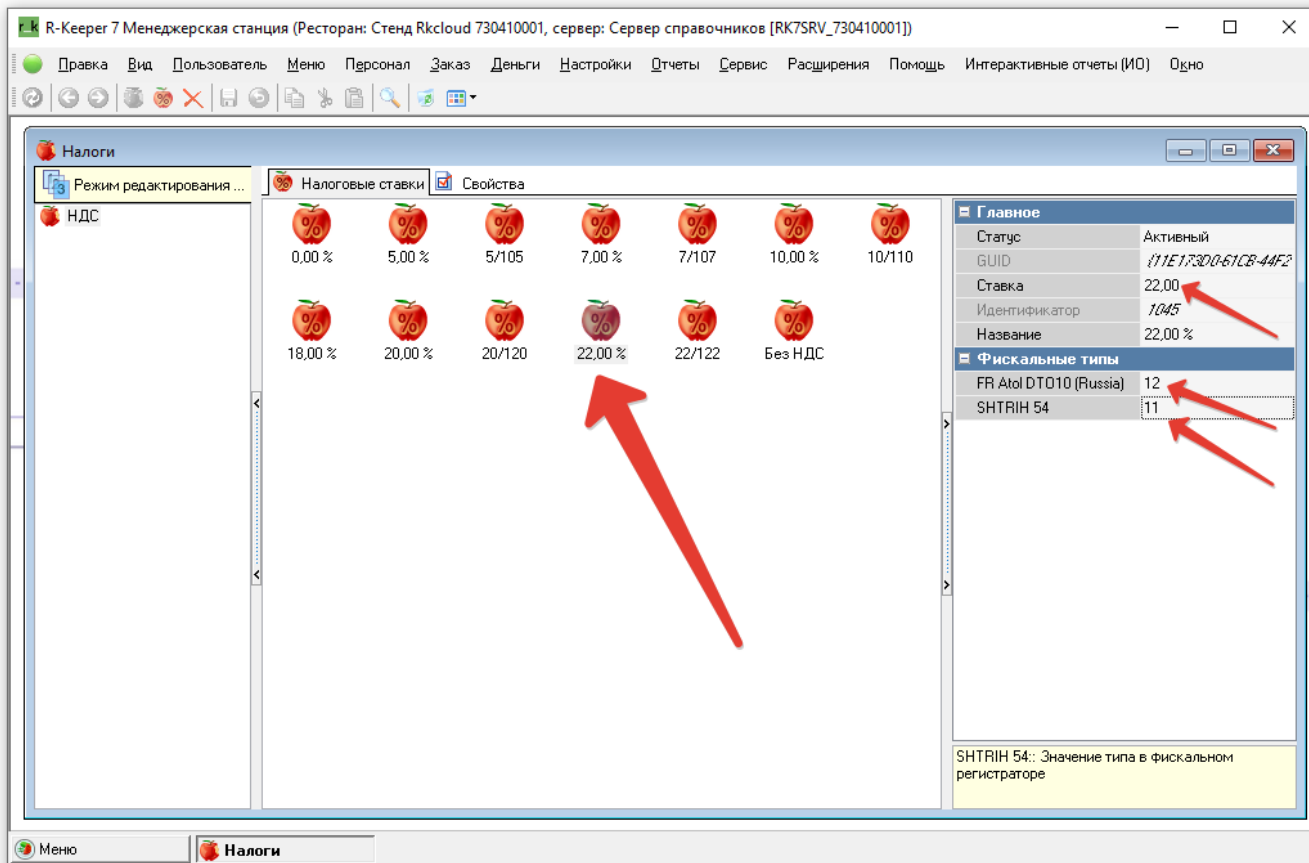 r_k R-Keeper 7 Менеджерская станция (Ресторан: Стенд Rkcloud 730410001, сервер: Сервер справочников [RK7SRV_730410001])
Правка Вид Пользователь Меню Персонал Заказ Деньги Настройки Отчеты Сервис Расширения Помощь Интерактивные отчеты (ИО) Окно
Налоги
Режим редактирования ...
Налоговые ставки Свойства
НДС
0,00 % 5,00 % 5/105 7,00 % 7/107 10,00 % 10/110
18,00 % 20,00 % 20/120 22,00 % 22/122 Без НДС
Главное
Статус Активный
GUID {11E173D0-61CB-44F2
Ставка 22,00
Идентификатор 1045
Название 22,00 %
Фискальные типы
FR Atol DTO10 (Russia) 12
SHTRIH 54 11
SHTRIH 54:: Значение типа в фискальном
регистраторе
Меню Налоги